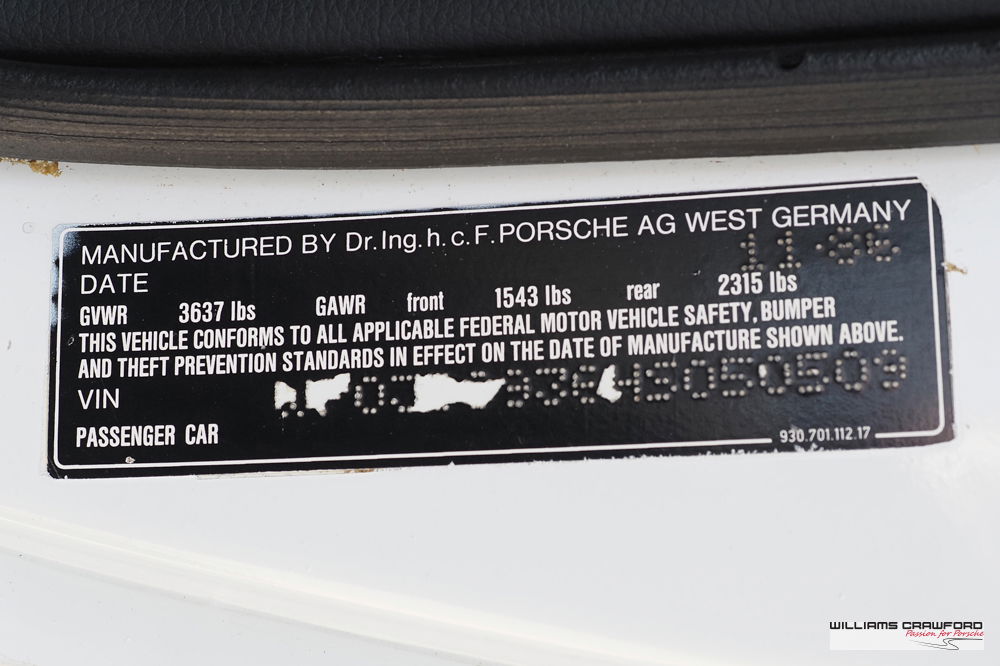 MANUFACTURED BY Dr.Ing.h.c.F.PORSCHE AG WEST GERMANY
DATE 11·86
GVWR 3637 lbs GAWR front 1543 lbs rear 2315 lbs
THIS VEHICLE CONFORMS TO ALL APPLICABLE FEDERAL MOTOR VEHICLE SAFETY, BUMPER
AND THEFT PREVENTION STANDARDS IN EFFECT ON THE DATE OF MANUFACTURE SHOWN ABOVE.
VIN
PASSENGER CAR 930.701.112.17
WILLIAMS CRAWFORD
Passion for Porsche